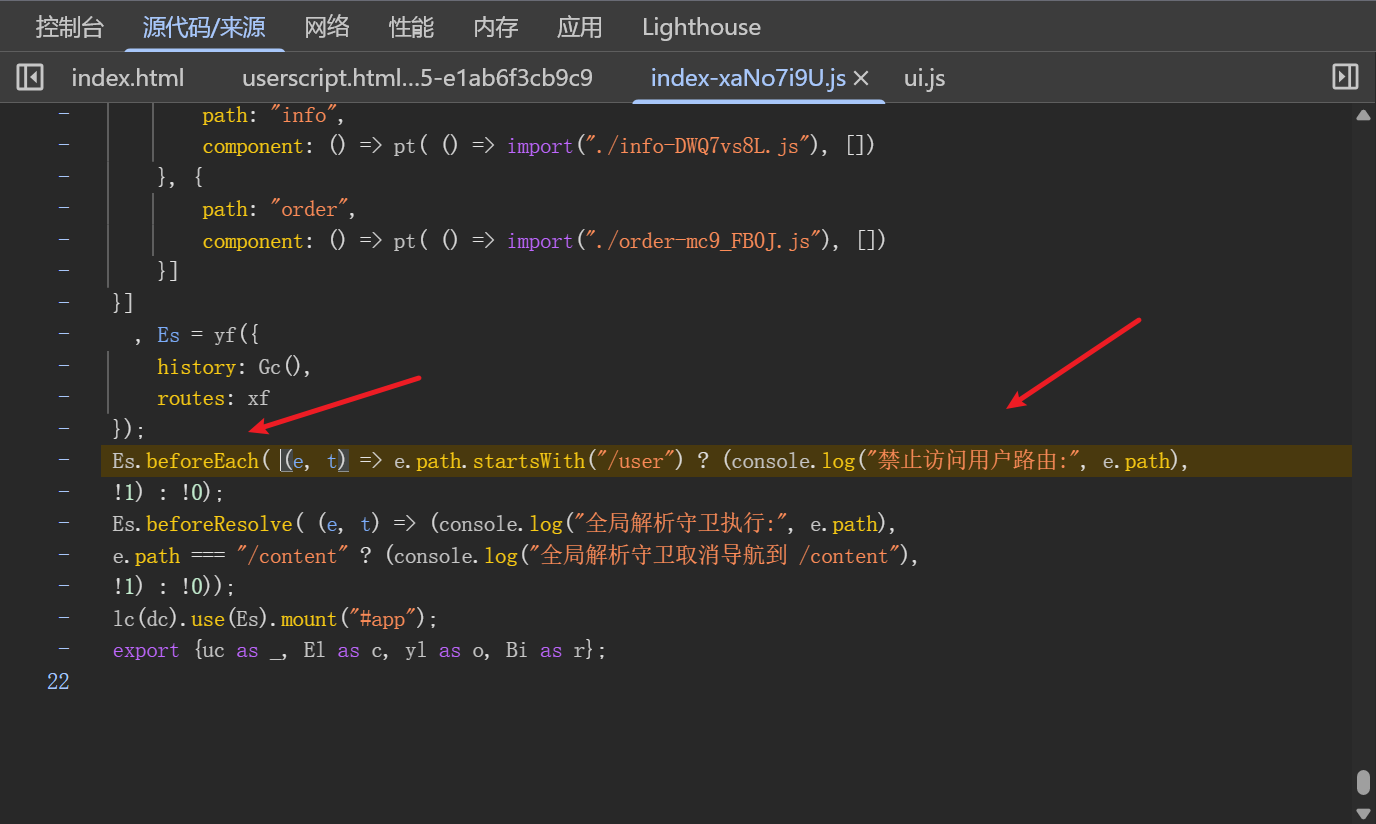 控制台 源代码/来源 网络 性能 内存 应用 Lighthouse
index.html userscript.html...5-e1ab6f3cb9c9 index-xaNo7i9U.js × ui.js
- path: "info",
- component: () => pt( () => import("./info-DWQ7vs8L.js"), [])
- }, {
- path: "order",
- component: () => pt( () => import("./order-mc9_FB0J.js"), [])
- }]
- }]
- , Es = yf({
- history: Gc(),
- routes: xf
- });
- Es.beforeEach( (e, t) => e.path.startsWith("/user") ? (console.log("禁止访问用户路由:", e.path),
- !1) : !0);
- Es.beforeResolve( (e, t) => (console.log("全局解析守卫执行:", e.path),
- e.path === "/content" ? (console.log("全局解析守卫取消导航到 /content"),
- !1) : !0));
- lc(dc).use(Es).mount("#app");
- export {uc as _, El as c, yl as o, Bi as r};
22